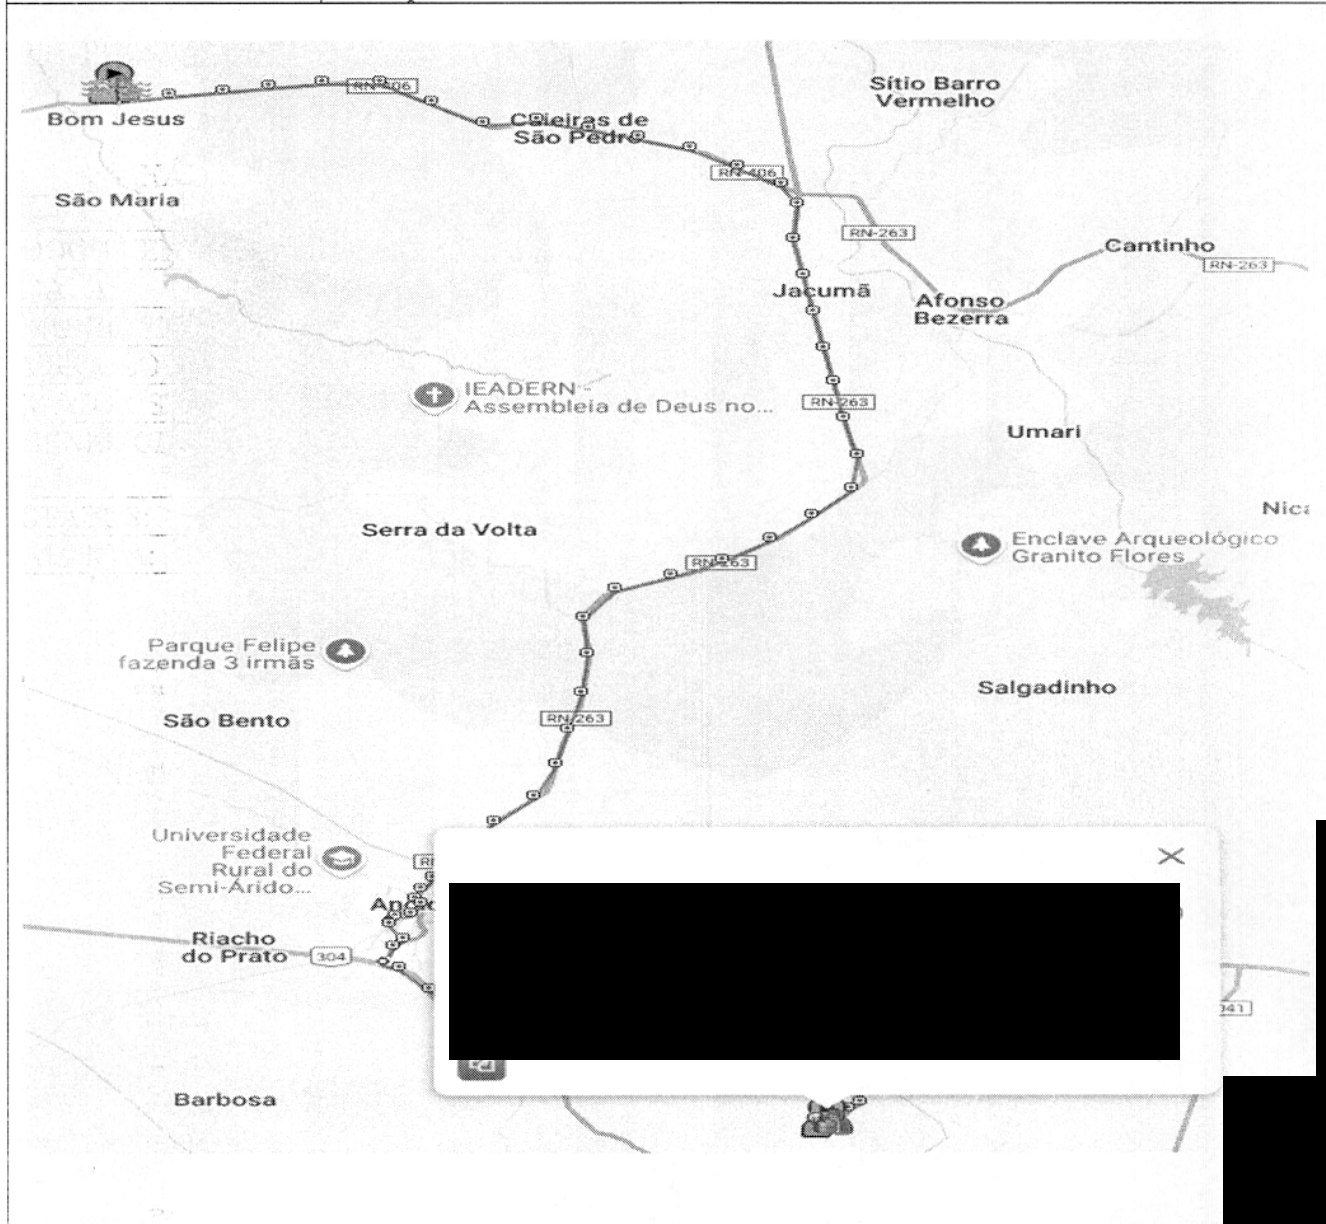 RN-406
Bom Jesus
Caieiras de
São Pedro
Sítio Barro
Vermelho
RN-406
São Maria
RN-263
Cantinho
RN-263
Jacumã
Afonso
Bezerra
IEADERN -
Assembleia de Deus no...
RN-263
Umari
Serra da Volta
Enclave Arqueológico
Granito Flores
RN-263
Parque Felipe
fazenda 3 irmãs
Salgadinho
São Bento
RN-263
Universidade
Federal
Rural do
Semi-Árido...
Riacho
do Prato
304
041
Barbosa